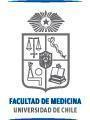 FACULTAD DE MEDICINA
UNIVERSIDAD DE CHILE